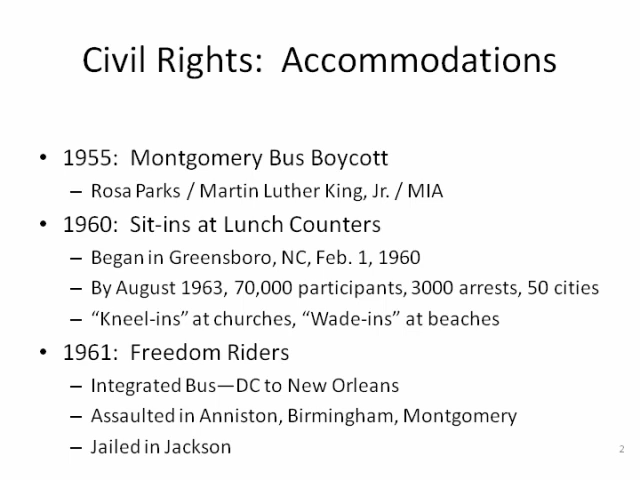 Civil Rights:  Accommodations
• 1955:  Montgomery Bus Boycott
– Rosa Parks / Martin Luther King, Jr. / MIA
• 1960:  Sit-ins at Lunch Counters
– Began in Greensboro, NC, Feb. 1, 1960
– By August 1963, 70,000 participants, 3000 arrests, 50 cities
– “Kneel-ins” at churches, “Wade-ins” at beaches
• 1961:  Freedom Riders
– Integrated Bus—DC to New Orleans
– Assaulted in Anniston, Birmingham, Montgomery
– Jailed in Jackson
2